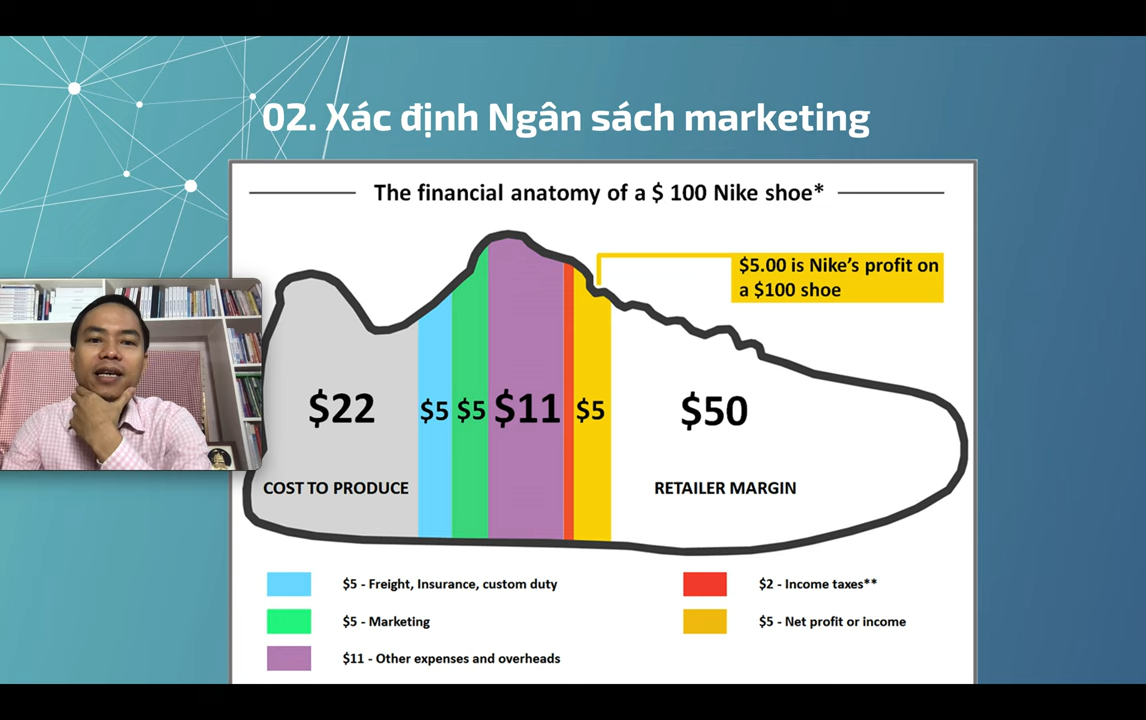 02. Xác định Ngân sách marketing
The financial anatomy of a $ 100 Nike shoe*
$5.00 is Nike's profit on
a $100 shoe
$22
$5
$5
$11
$5
$50
COST TO PRODUCE
RETAILER MARGIN
$5 - Freight, Insurance, custom duty
$2 - Income taxes**
$5 - Marketing
$5 - Net profit or income
$11 - Other expenses and overheads